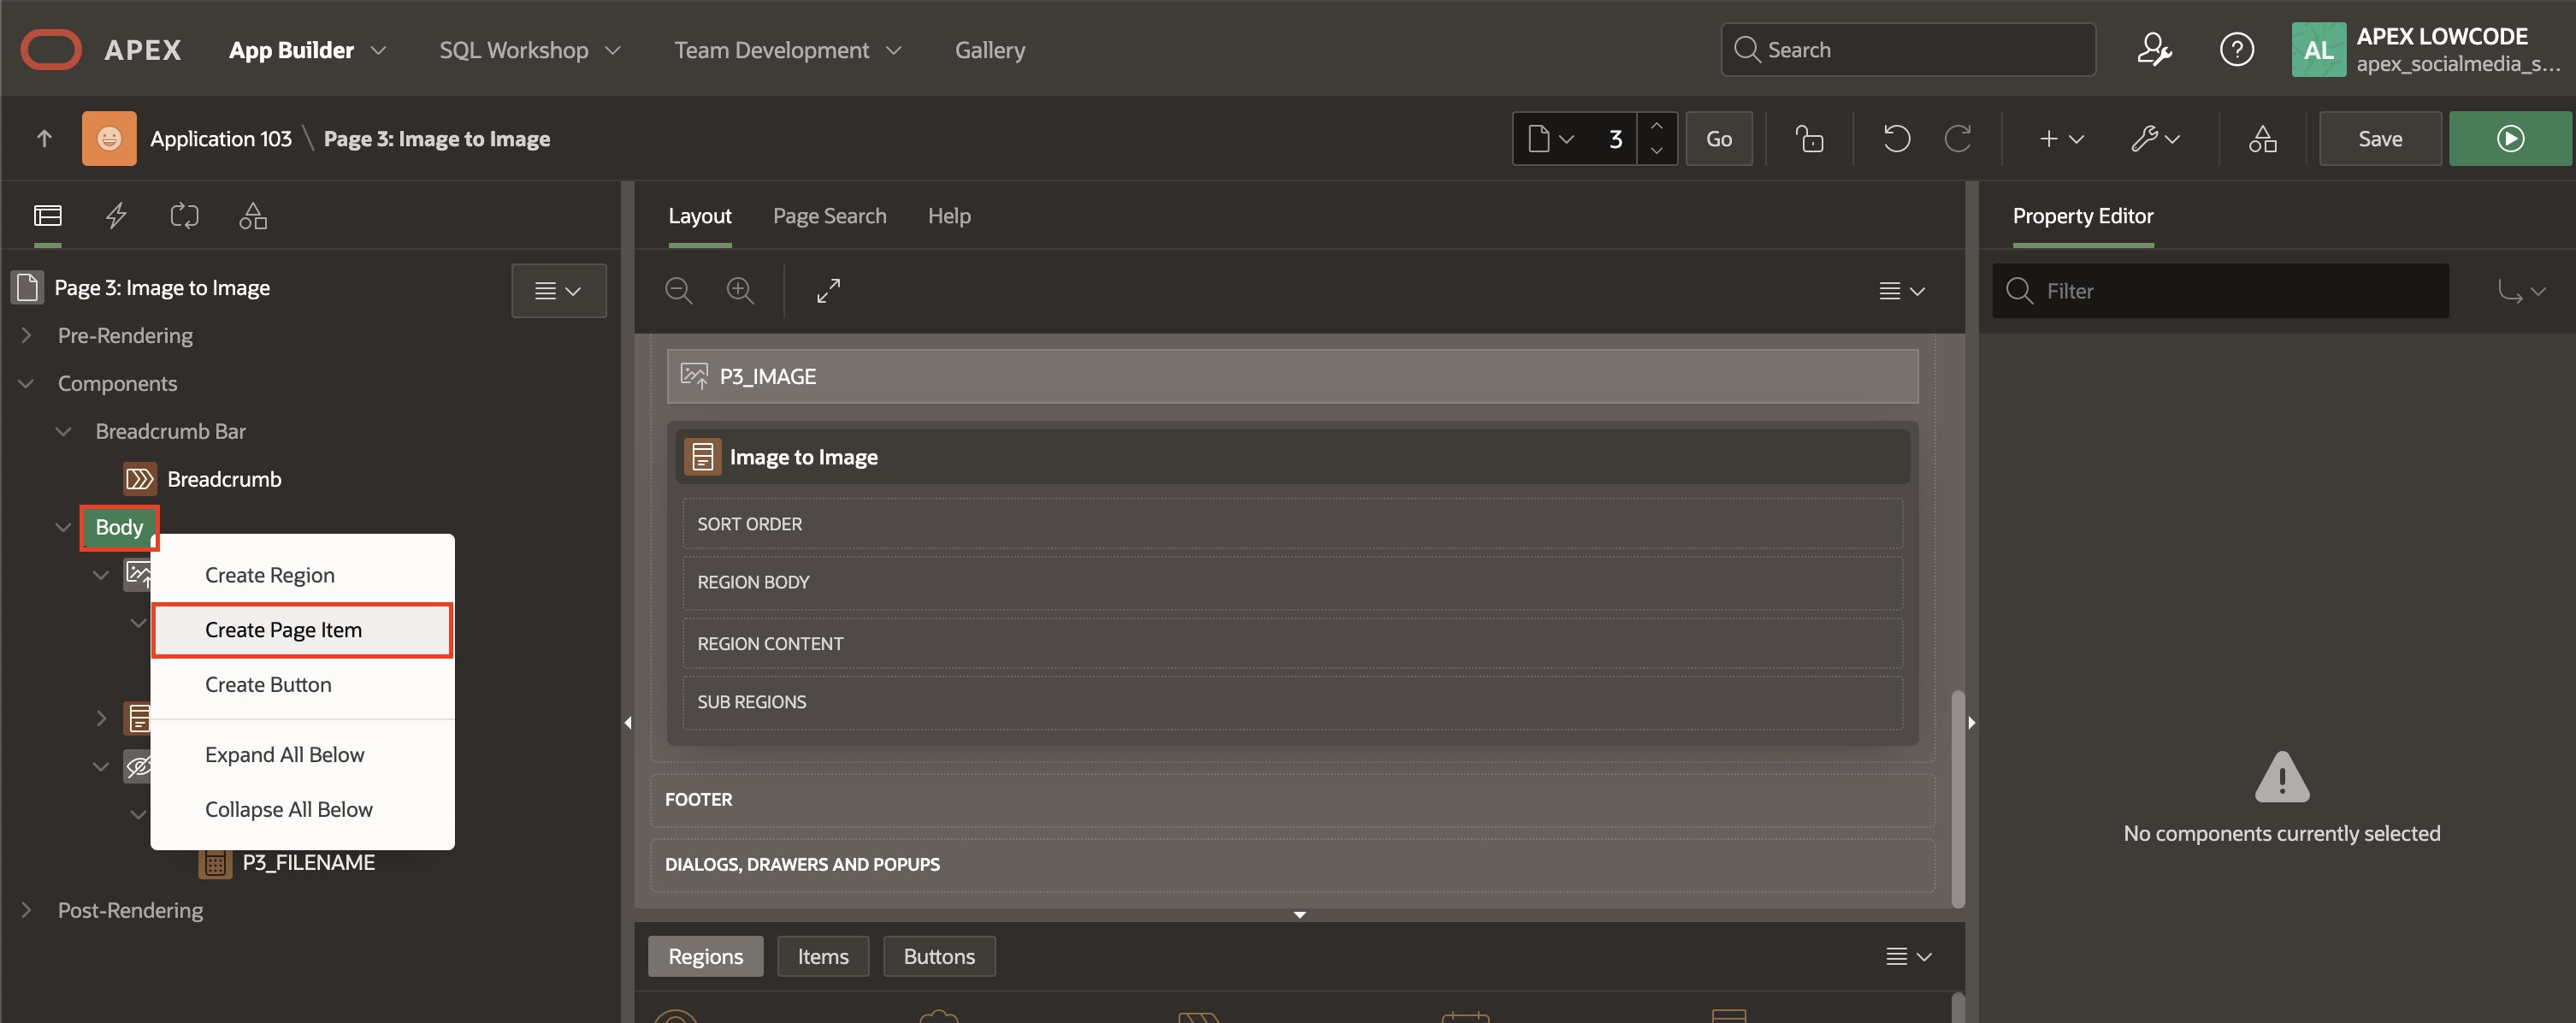 APEX
App Builder
SQL Workshop
Team Development
Gallery
Search
AL
APEX LOWCODE
apex_socialmedia_s...
Application 103 \ Page 3: Image to Image
3
Go
Save
Page 3: Image to Image
Pre-Rendering
Components
Breadcrumb Bar
Breadcrumb
Body
Create Region
Create Page Item
Create Button
Expand All Below
Collapse All Below
P3_FILENAME
Post-Rendering
Layout
Page Search
Help
P3_IMAGE
Image to Image
SORT ORDER
REGION BODY
REGION CONTENT
SUB REGIONS
FOOTER
DIALOGS, DRAWERS AND POPUPS
Regions
Items
Buttons
Property Editor
Filter
No components currently selected